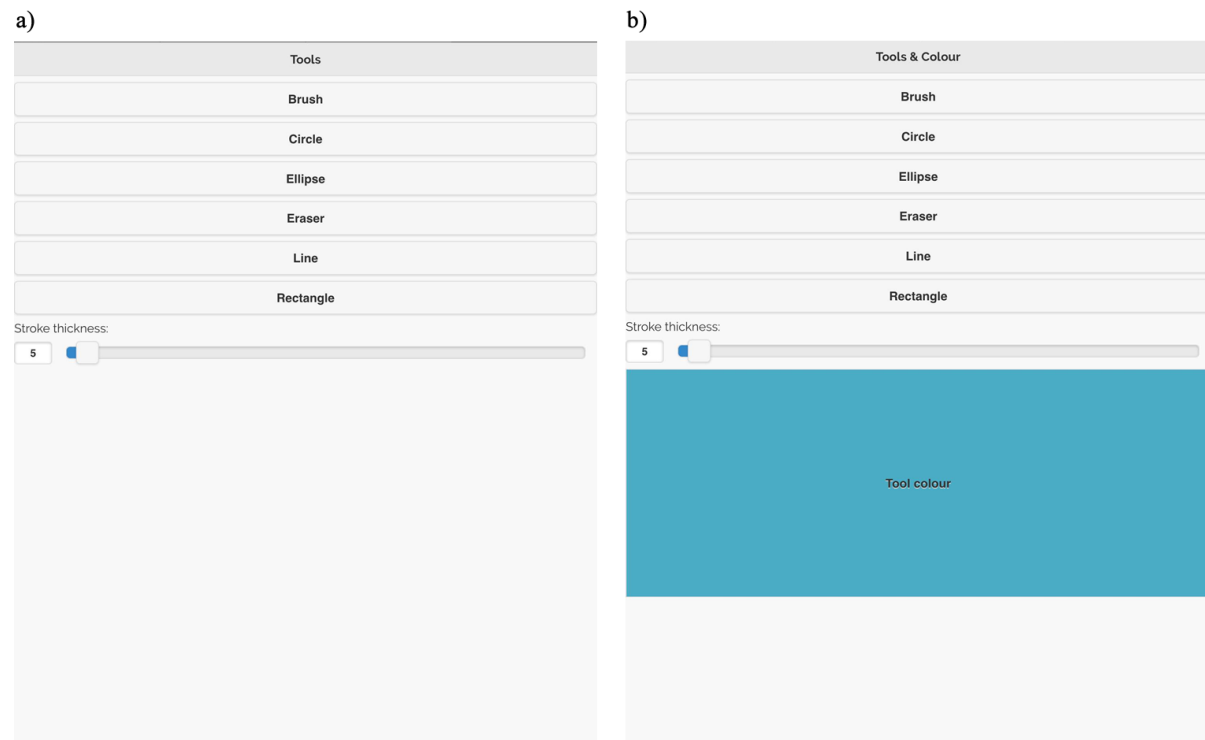 a)
Tools
Brush
Circle
Ellipse
Eraser
Line
Rectangle
Stroke thickness:
5
b)
Tools & Colour
Brush
Circle
Ellipse
Eraser
Line
Rectangle
Stroke thickness:
5
Tool colour